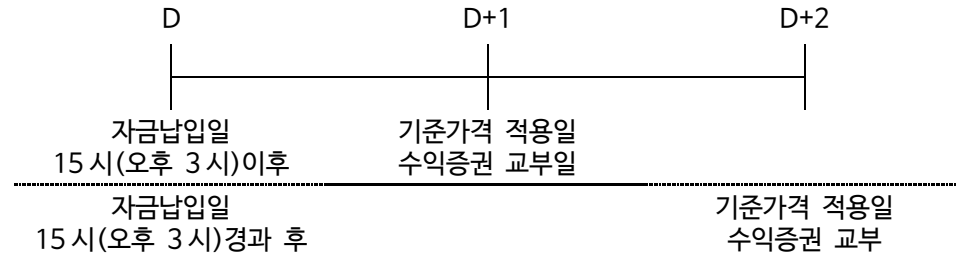 D D+1 D+2
자금납입일 기준가격 적용일
15시(오후 3시)이후 수익증권 교부일
자금납입일 기준가격 적용일
15시(오후 3시)경과 후 수익증권 교부